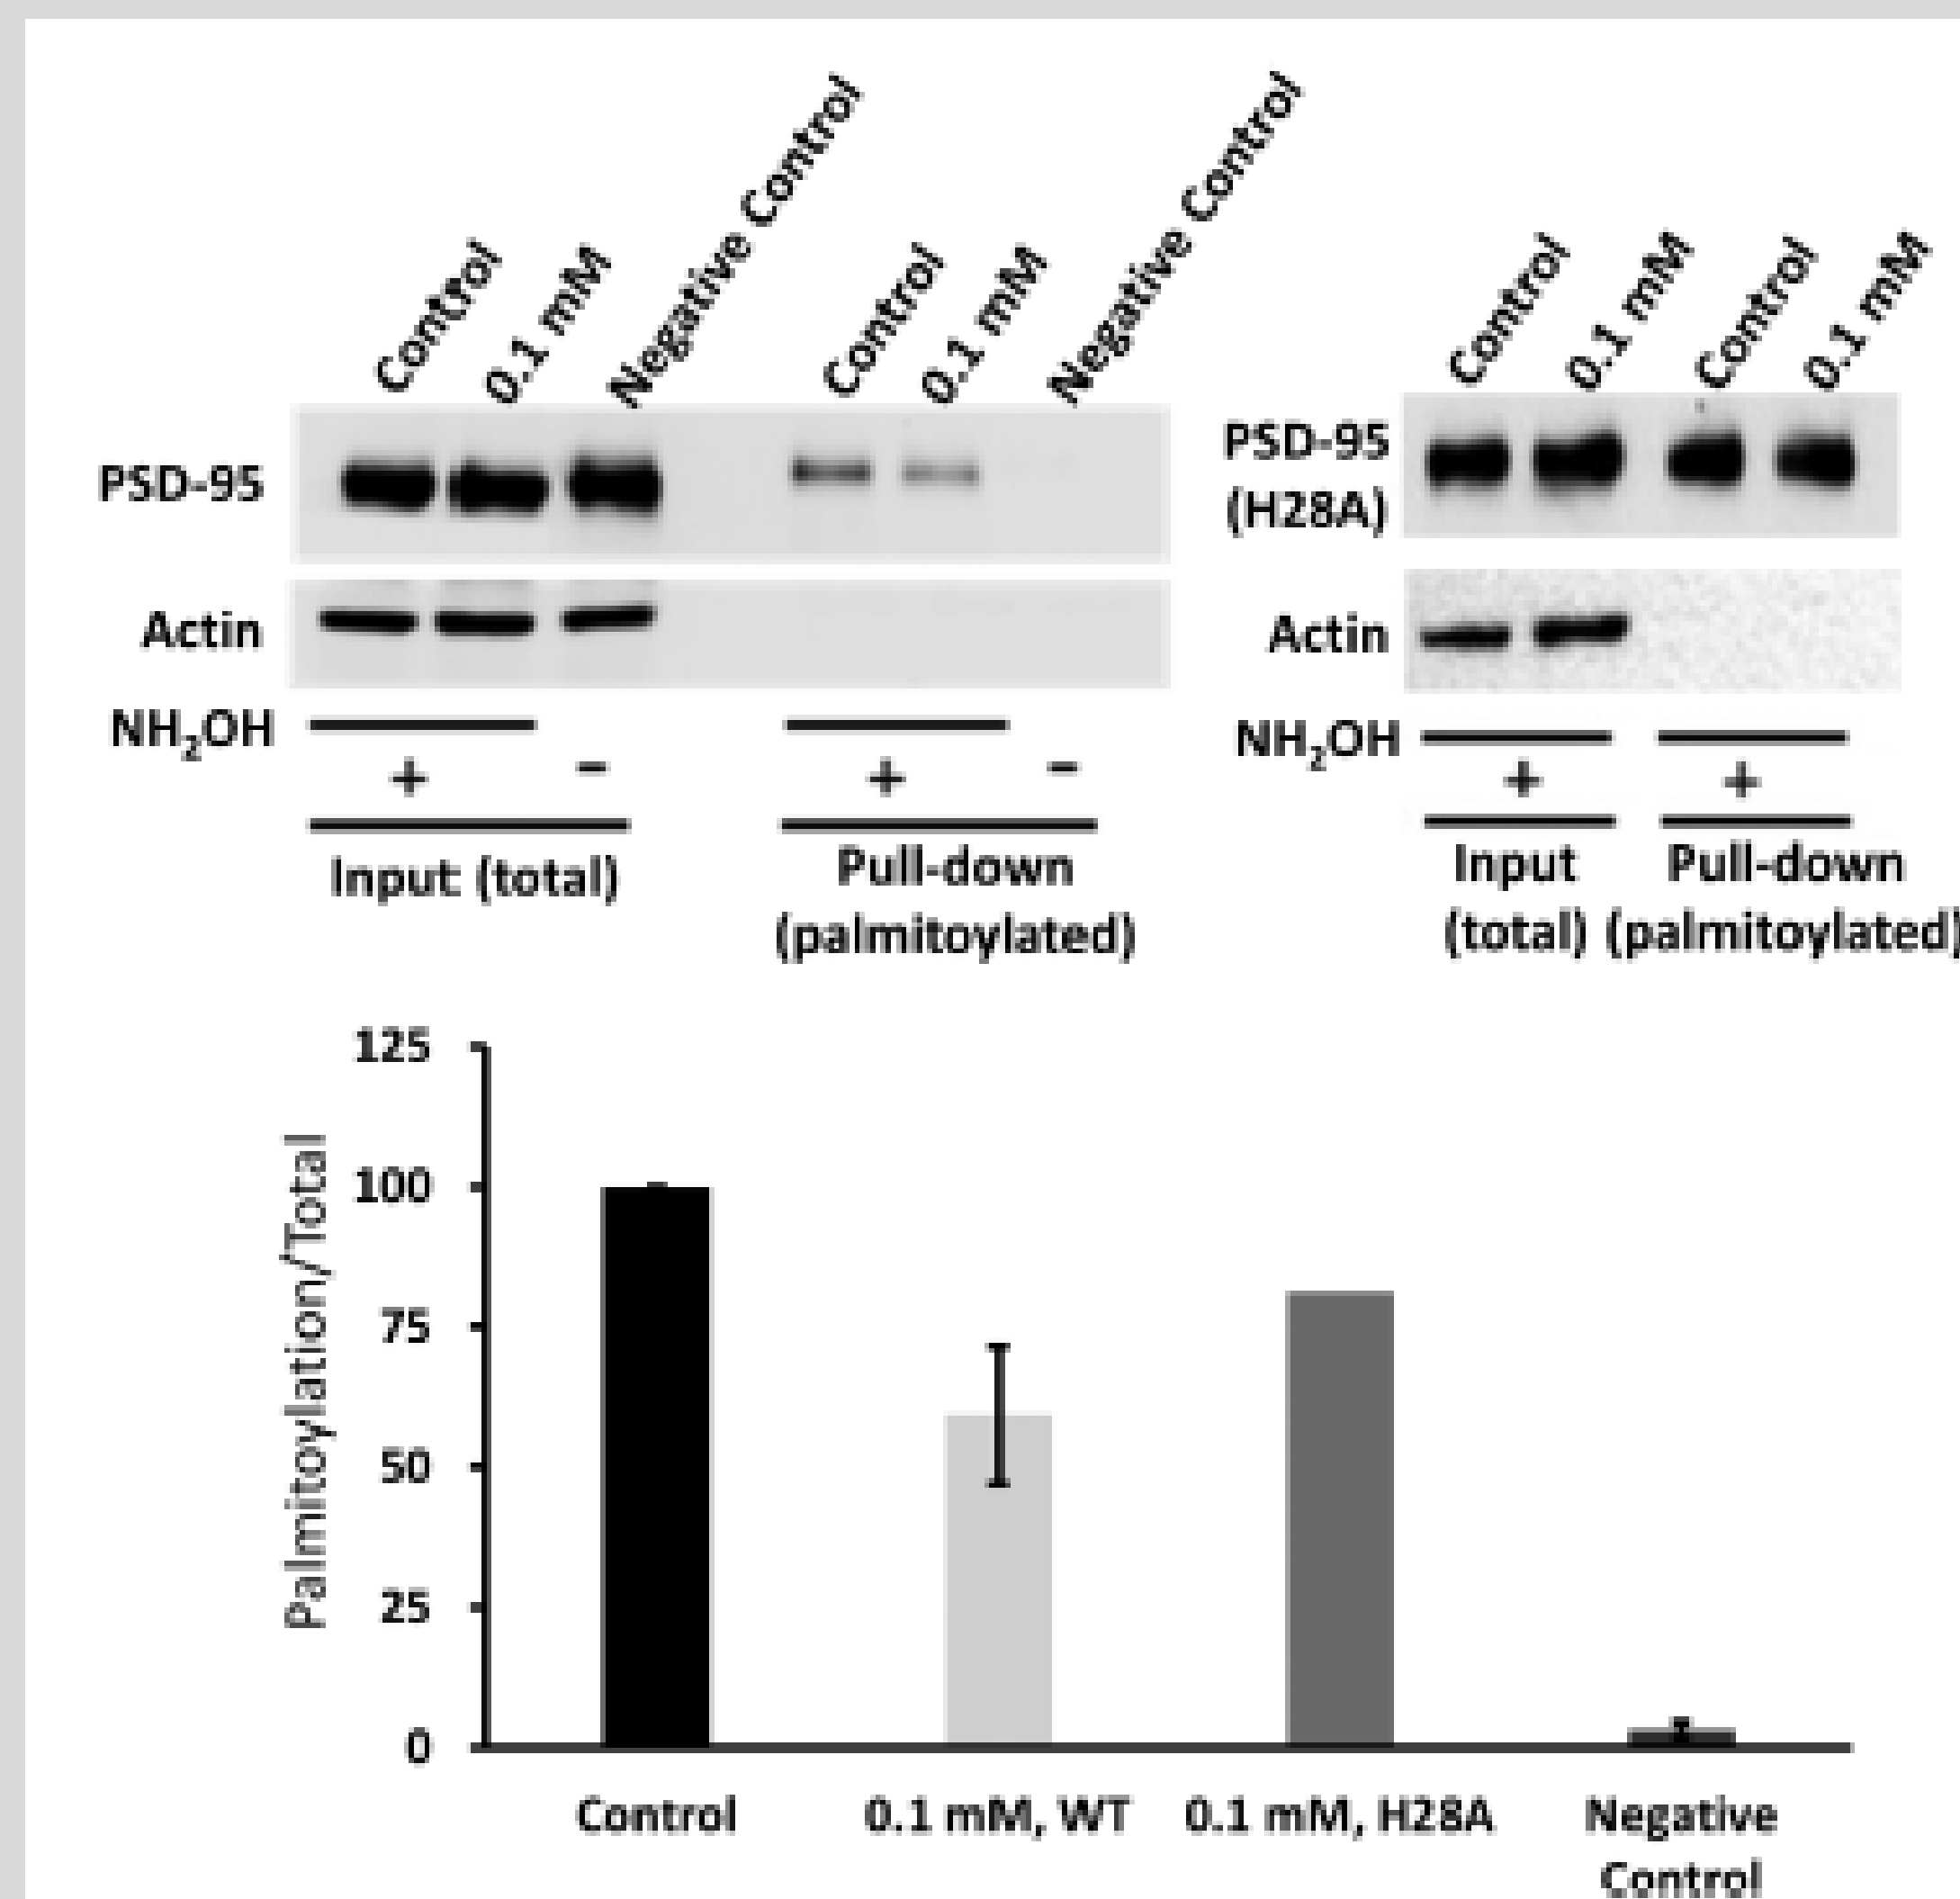 Control
0.1 mM
Negative Control
Control
0.1 mM
Negative Control
PSD-95
Actin
NH₂OH
+
-
+
-
Input (total)
Pull-down
(palmitoylated)
Control
0.1 mM
Control
0.1 mM
PSD-95
(H28A)
Actin
NH₂OH
+
+
Input
(total)
Pull-down
(palmitoylated)
Palmitoylation/Total
125
100
75
50
25
0
Control
0.1 mM, WT
0.1 mM, H28A
Negative
Control